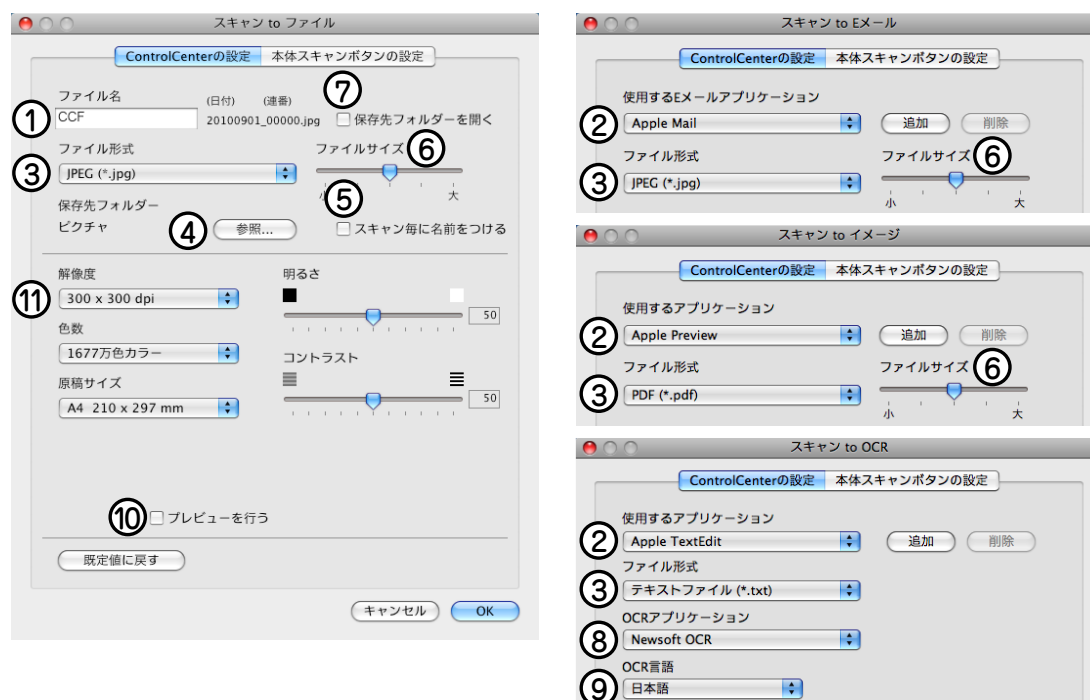 スキャン to ファイル
ControlCenterの設定 本体スキャンボタンの設定
⑦
ファイル名 (日付) (連番)
① CCF 20100901_00000.jpg 保存先フォルダーを開く
ファイル形式 ファイルサイズ ⑥
③ JPEG (*.jpg)
小 大
⑤
保存先フォルダー
ピクチャ ④ 参照... スキャン毎に名前をつける
解像度 明るさ
⑪ 300 x 300 dpi 50
色数
1677万色カラー コントラスト
原稿サイズ
A4 210 x 297 mm 50
⑩ プレビューを行う
既定値に戻す
キャンセル OK
スキャン to Eメール
ControlCenterの設定 本体スキャンボタンの設定
使用するEメールアプリケーション
② Apple Mail 追加 削除
ファイル形式 ファイルサイズ ⑥
③ JPEG (*.jpg)
小 大
スキャン to イメージ
ControlCenterの設定 本体スキャンボタンの設定
使用するアプリケーション
② Apple Preview 追加 削除
ファイル形式 ファイルサイズ ⑥
③ PDF (*.pdf)
小 大
スキャン to OCR
ControlCenterの設定 本体スキャンボタンの設定
使用するアプリケーション
② Apple TextEdit 追加 削除
ファイル形式
③ テキストファイル (*.txt)
OCRアプリケーション
⑧ Newsoft OCR
OCR言語
⑨ 日本語